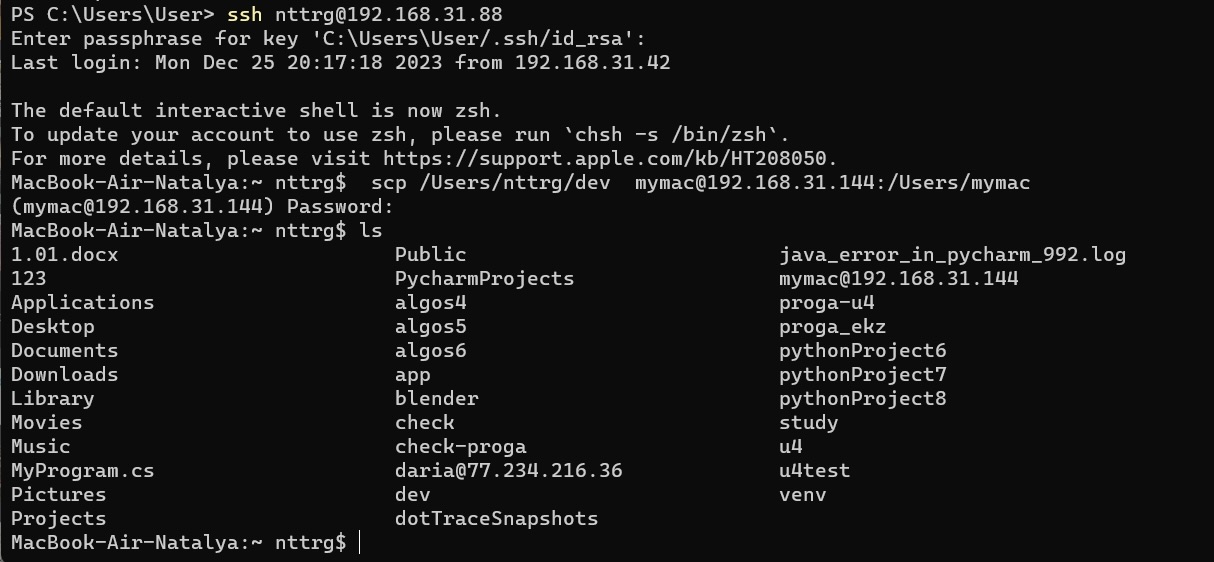 PS C:\Users\User> ssh nttrg@192.168.31.88
Enter passphrase for key 'C:\Users\User/.ssh/id_rsa':
Last login: Mon Dec 25 20:17:18 2023 from 192.168.31.42

The default interactive shell is now zsh.
To update your account to use zsh, please run `chsh -s /bin/zsh`.
For more details, please visit https://support.apple.com/kb/HT208050.
MacBook-Air-Natalya:~ nttrg$  scp /Users/nttrg/dev  mymac@192.168.31.144:/Users/mymac
(mymac@192.168.31.144) Password:
MacBook-Air-Natalya:~ nttrg$ ls
1.01.docx                       Public                          java_error_in_pycharm_992.log
123                             PycharmProjects                 mymac@192.168.31.144
Applications                    algos4                          proga-u4
Desktop                         algos5                          proga_ekz
Documents                       algos6                          pythonProject6
Downloads                       app                             pythonProject7
Library                         blender                         pythonProject8
Movies                          check                           study
Music                           check-proga                     u4
MyProgram.cs                    daria@77.234.216.36             u4test
Pictures                        dev                             venv
Projects                        dotTraceSnapshots
MacBook-Air-Natalya:~ nttrg$